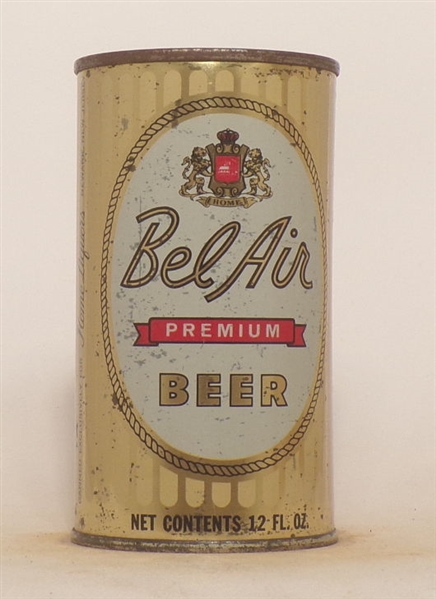 HOME
Bel Air
PREMIUM
BEER
NET CONTENTS 12 FL. OZ.